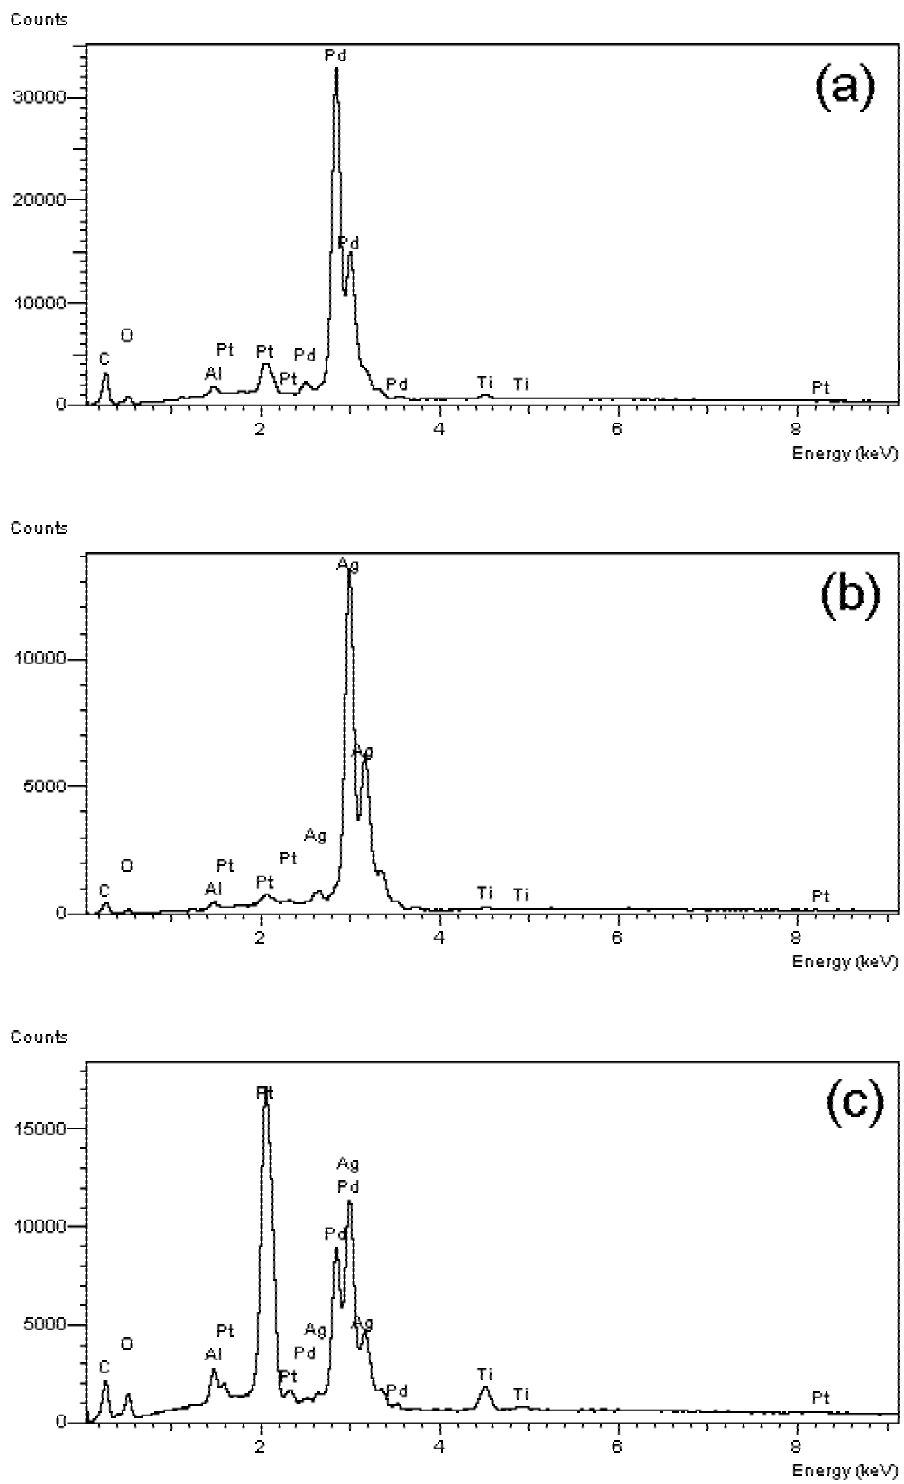 Counts
(a)
Pd
30000
20000
Pd
10000
O
C
Pt
Al
Pt
Pt
Pd
Pd
Ti
Ti
Pt
0
2
4
6
8
Energy (keV)
Counts
(b)
Ag
10000
Ag
5000
Ag
O
Pt
Pt
C
Al
Pt
Ti
Ti
Pt
0
2
4
6
8
Energy (keV)
Counts
(c)
Pt
15000
Ag
Pd
10000
Pd
5000
O
Pt
Ag
Ag
C
Al
Pd
Pt
Pd
Ti
Ti
Pt
0
2
4
6
8
Energy (keV)